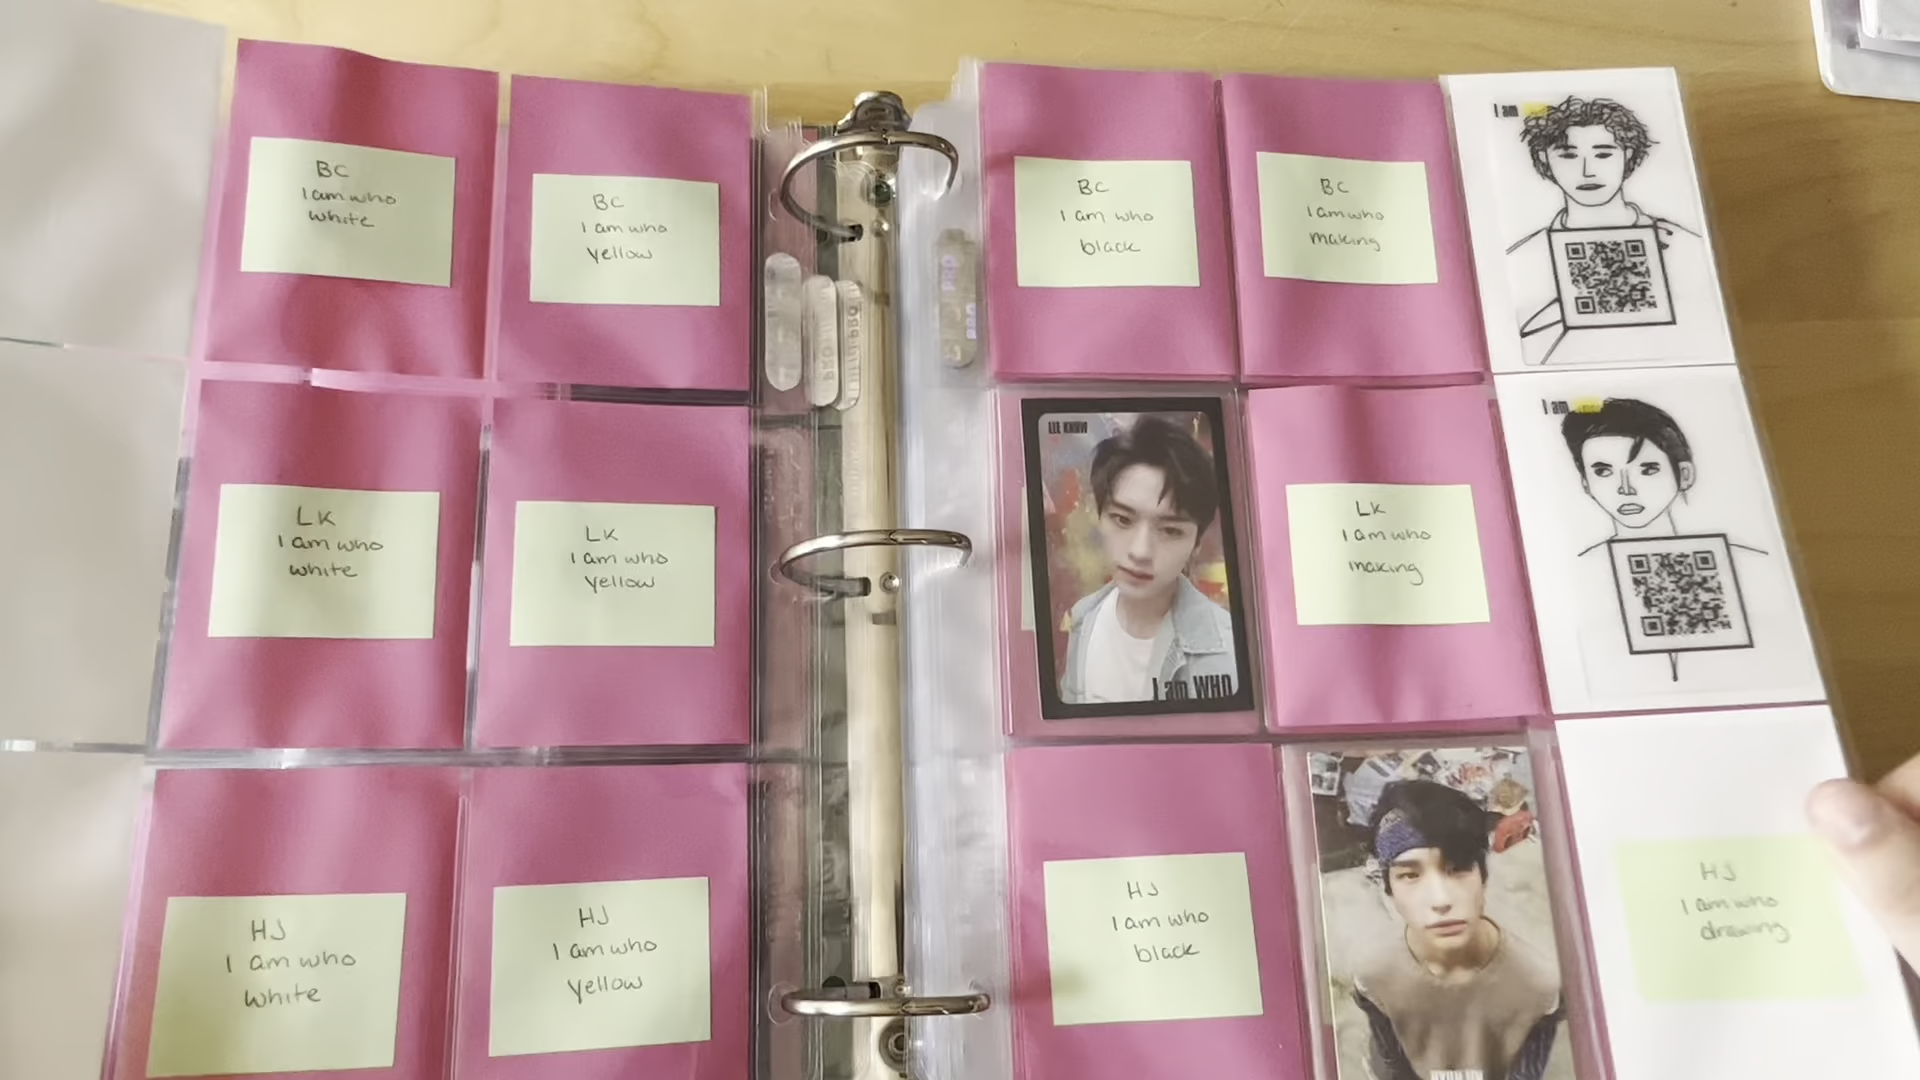 BC
I am who
white
BC
I am who
yellow
BC
I am who
black
BC
I am who
making
I am
LK
I am who
white
LK
I am who
yellow
LEE KNOW
I am WHO
LK
I am who
making
I am
HJ
I am who
white
HJ
I am who
yellow
HJ
I am who
black
HJ
I am who
drawing